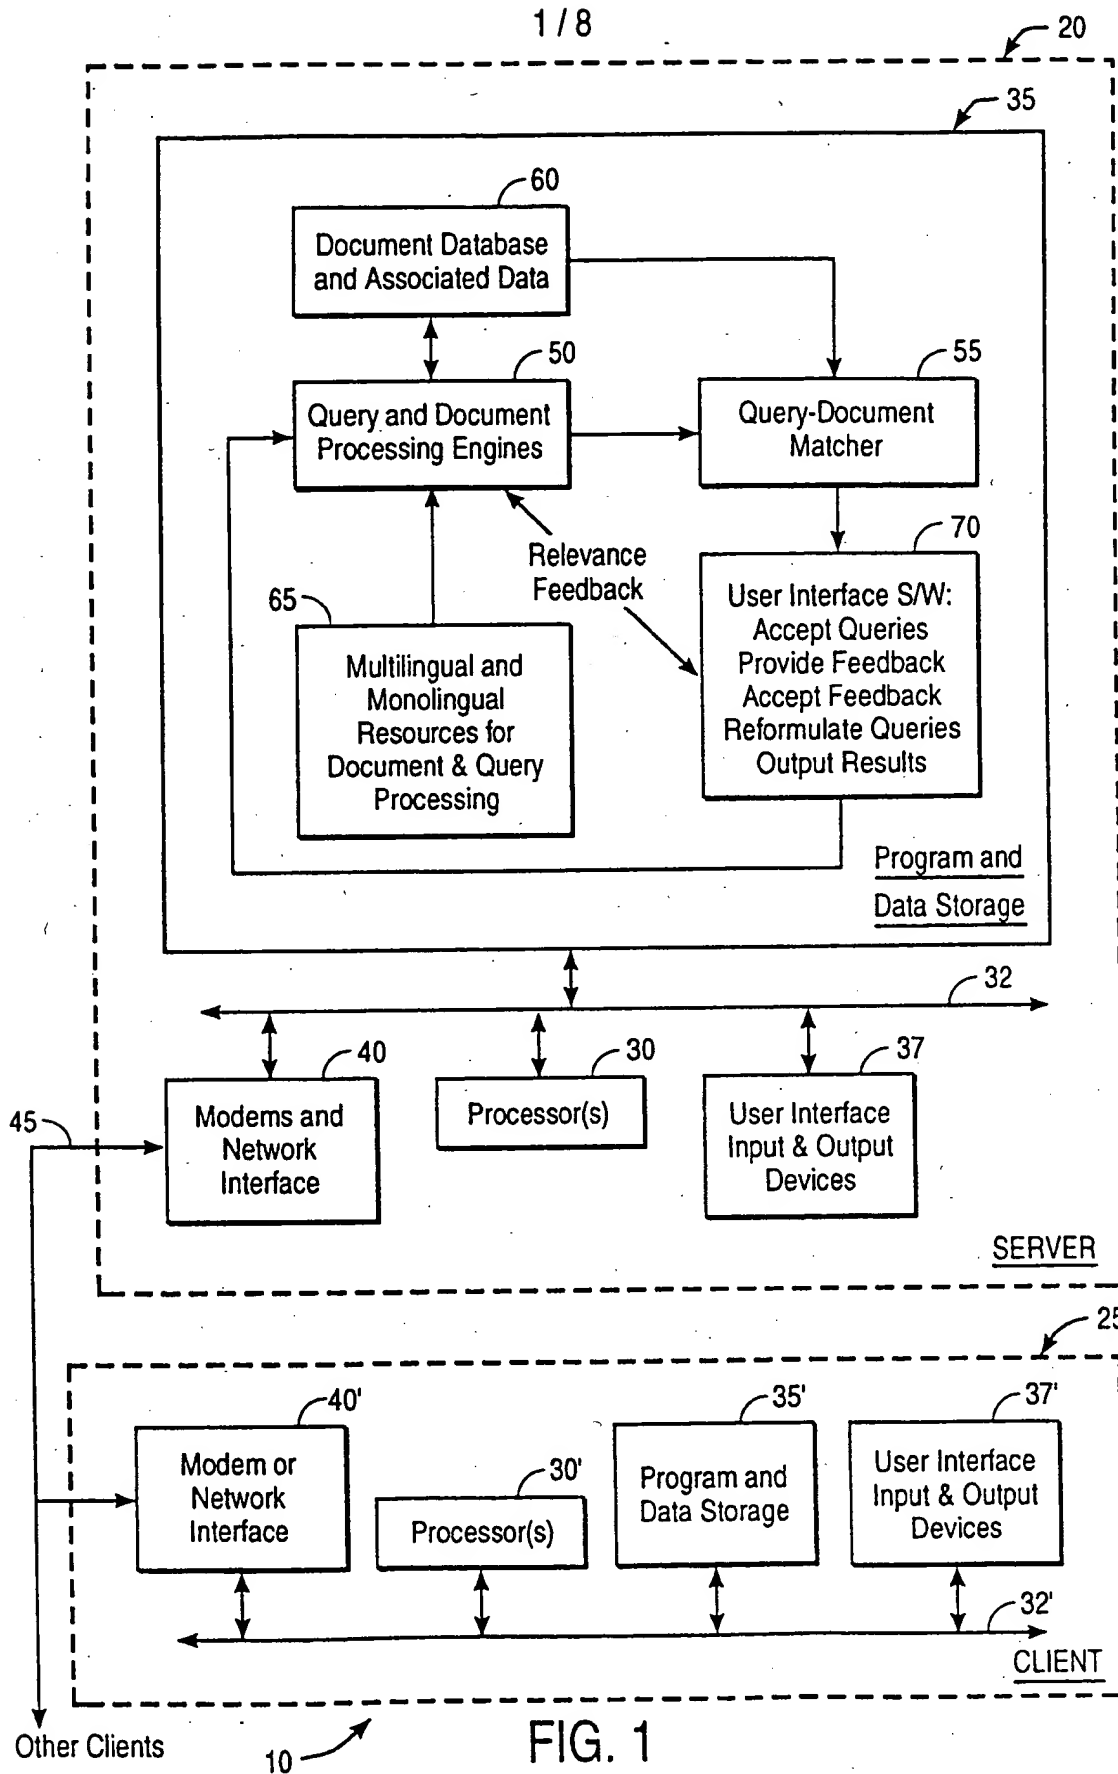 1 / 8
20
35
60
Document Database
and Associated Data
50
Query and Document
Processing Engines
55
Query-Document
Matcher
Relevance
Feedback
70
User Interface S/W:
Accept Queries
Provide Feedback
Accept Feedback
Reformulate Queries
Output Results
65
Multilingual and
Monolingual
Resources for
Document & Query
Processing
Program and
Data Storage
32
40
Modems and
Network
Interface
30
Processor(s)
37
User Interface
Input & Output
Devices
45
SERVER
25
40'
Modem or
Network
Interface
30'
Processor(s)
35'
Program and
Data Storage
37'
User Interface
Input & Output
Devices
32'
CLIENT
Other Clients
10
FIG. 1